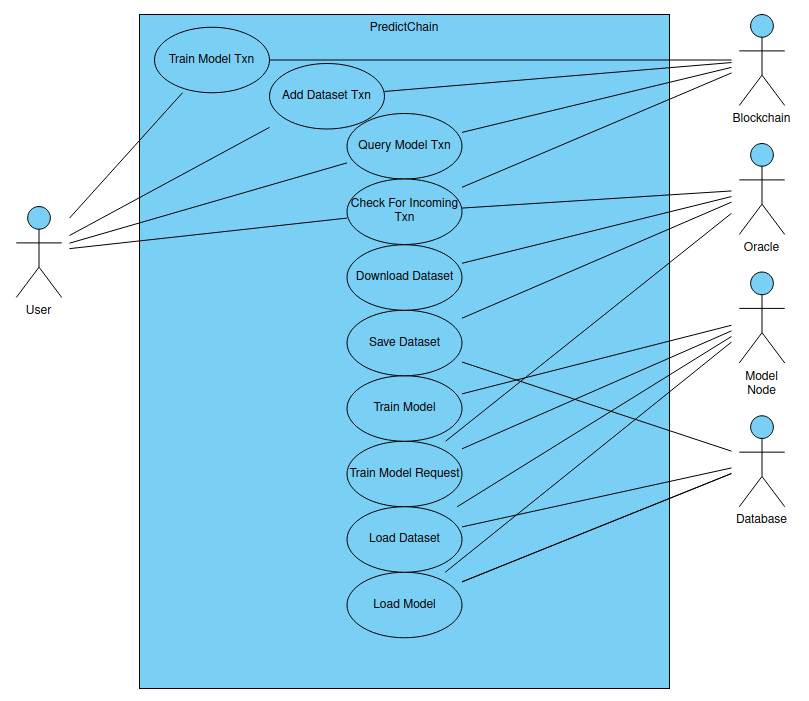 PredictChain
Train Model Txn
Add Dataset Txn
Query Model Txn
Check For Incoming
Txn
Download Dataset
Save Dataset
Train Model
Train Model Request
Load Dataset
Load Model
User
Blockchain
Oracle
Model
Node
Database